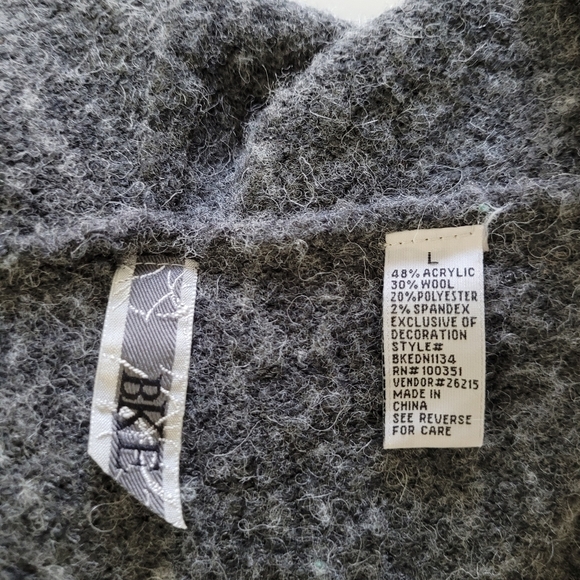 BKE
L
48% ACRYLIC
30% WOOL
20% POLYESTER
2% SPANDEX
EXCLUSIVE OF
DECORATION
STYLE#
BKEDN1134
RN# 100351
VENDOR#26215
MADE IN
CHINA
SEE REVERSE
FOR CARE